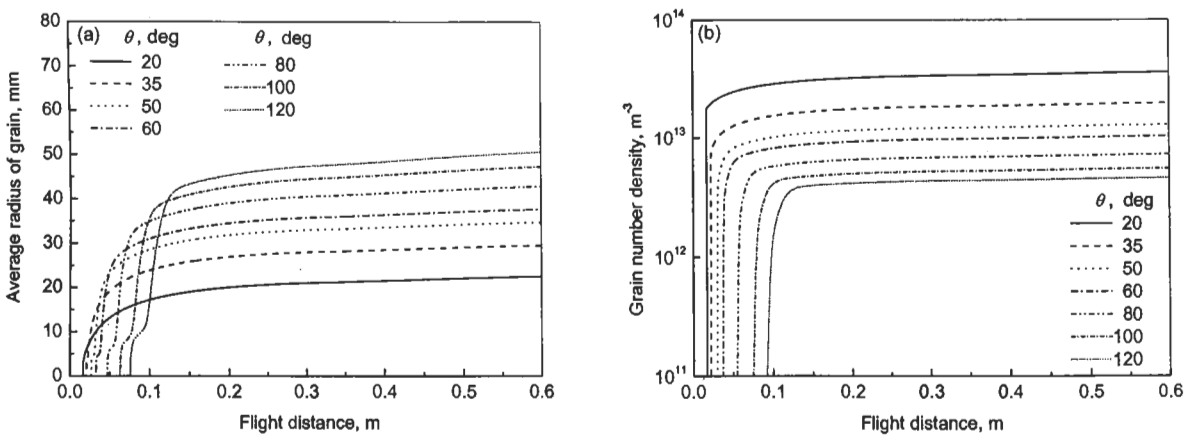 (a)
θ, deg
θ, deg
20
35
50
60
80
100
120
80
70
60
50
40
30
20
10
0
Average radius of grain, mm
0.0 0.1 0.2 0.3 0.4 0.5 0.6
Flight distance, m
(b)
10¹⁴
10¹³
10¹²
10¹¹
Grain number density, m⁻³
θ, deg
20
35
50
60
80
100
120
0.0 0.1 0.2 0.3 0.4 0.5 0.6
Flight distance, m